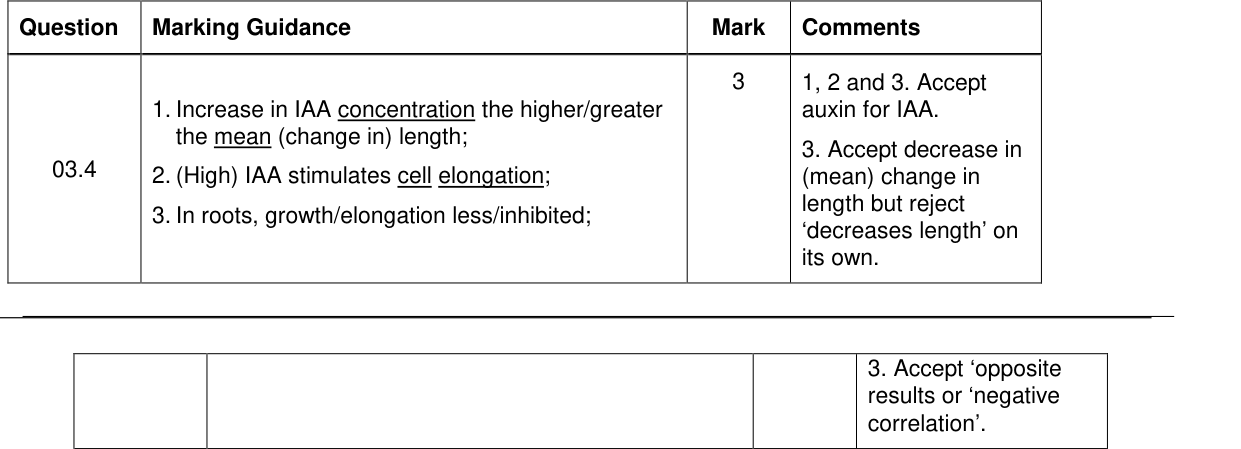 Question Marking Guidance Mark Comments
03.4
1. Increase in IAA concentration the higher/greater
the mean (change in) length;
2. (High) IAA stimulates cell elongation;
3. In roots, growth/elongation less/inhibited;
3
1, 2 and 3. Accept
auxin for IAA.
3. Accept decrease in
(mean) change in
length but reject
‘decreases length’ on
its own.
3. Accept ‘opposite
results or ‘negative
correlation’.